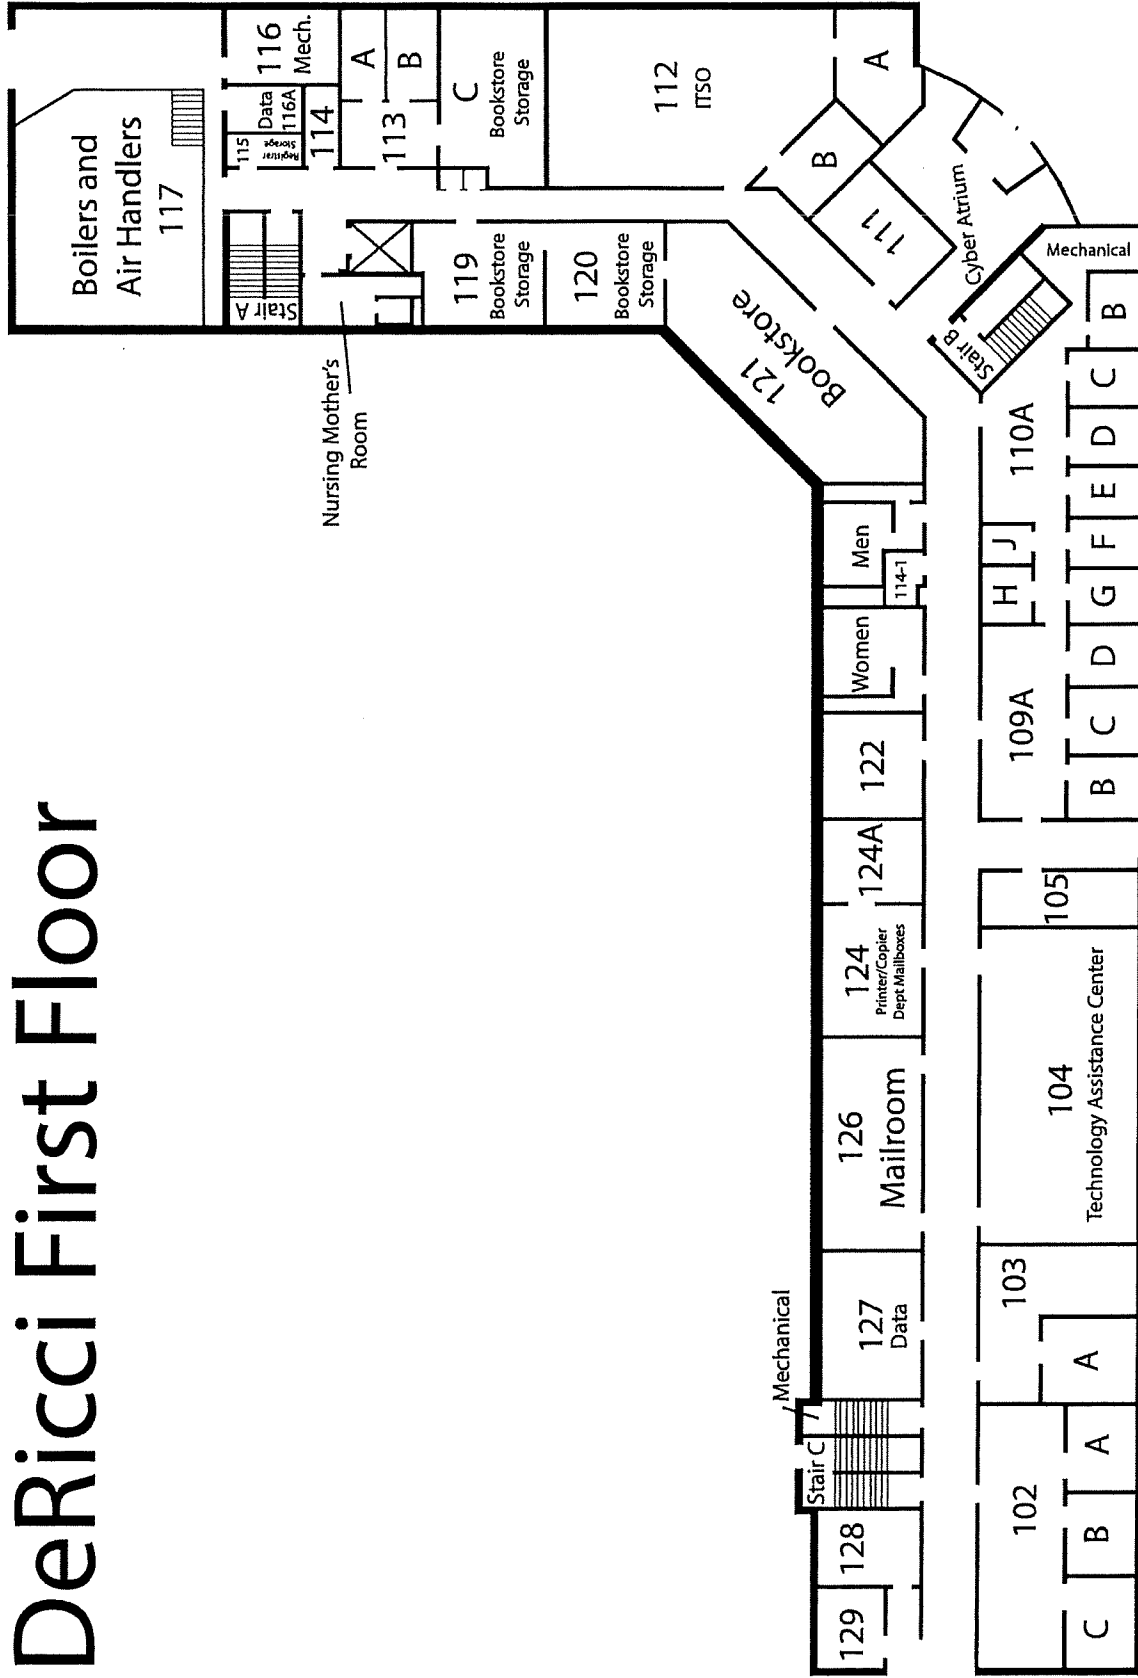 DeRicci First Floor
Boilers and
Air Handlers
117
116
Mech.
Data
116A
115
Registrar
Storage
114
A
B
113
C
Bookstore
Storage
112
ITSO
A
B
111
Cyber Atrium
Stair A
Nursing Mother's
Room
119
Bookstore
Storage
120
Bookstore
Storage
121
Bookstore
Stair B
Mechanical
Men
114-1
Women
122
124A
124
Printer/Copier
Dept Mailboxes
126
Mailroom
127
Data
Mechanical
Stair C
128
129
110A
B
C
D
E
F
G
J
H
109A
D
C
B
105
104
Technology Assistance Center
103
A
102
A
B
C